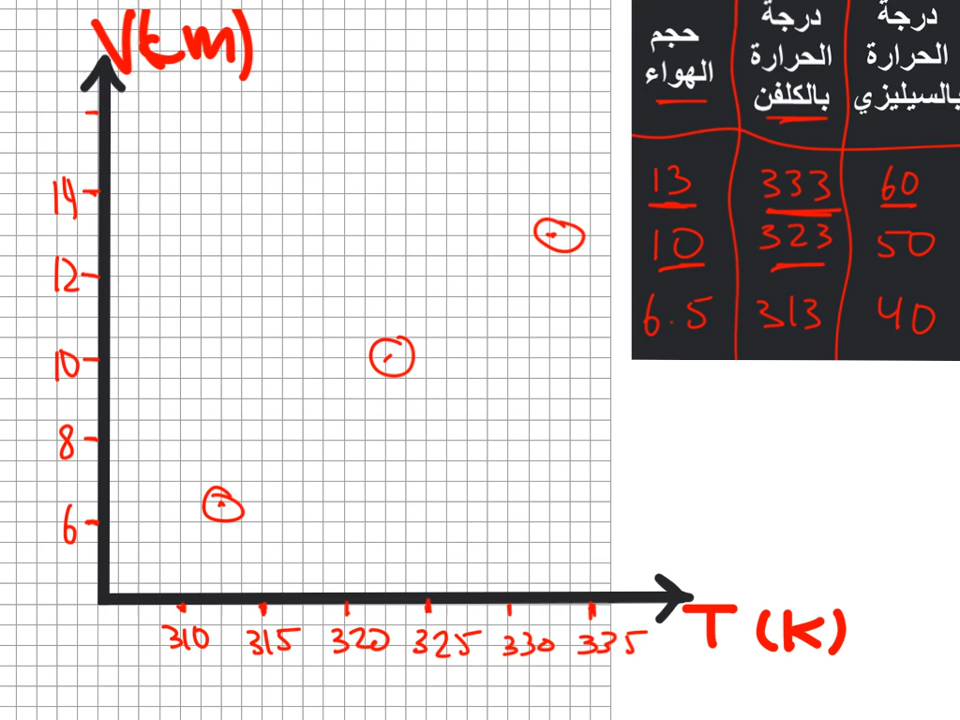 V(cm)
14
12
10
8
6
310 315 320 325 330 335
T (K)
درجة الحرارة بالسيليزي
درجة الحرارة بالكلفن
حجم الهواء
60 333 13
50 323 10
40 313 6.5